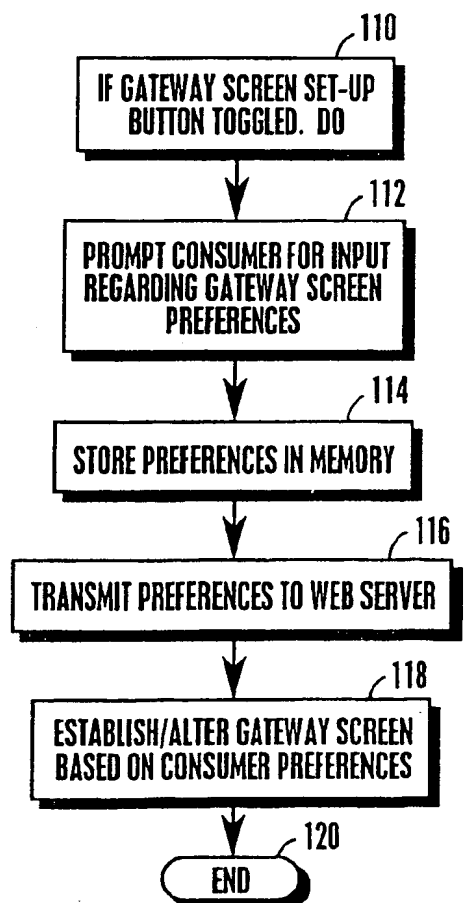 110
IF GATEWAY SCREEN SET-UP
BUTTON TOGGLED. DO
112
PROMPT CONSUMER FOR INPUT
REGARDING GATEWAY SCREEN
PREFERENCES
114
STORE PREFERENCES IN MEMORY
116
TRANSMIT PREFERENCES TO WEB SERVER
118
ESTABLISH/ALTER GATEWAY SCREEN
BASED ON CONSUMER PREFERENCES
120
END